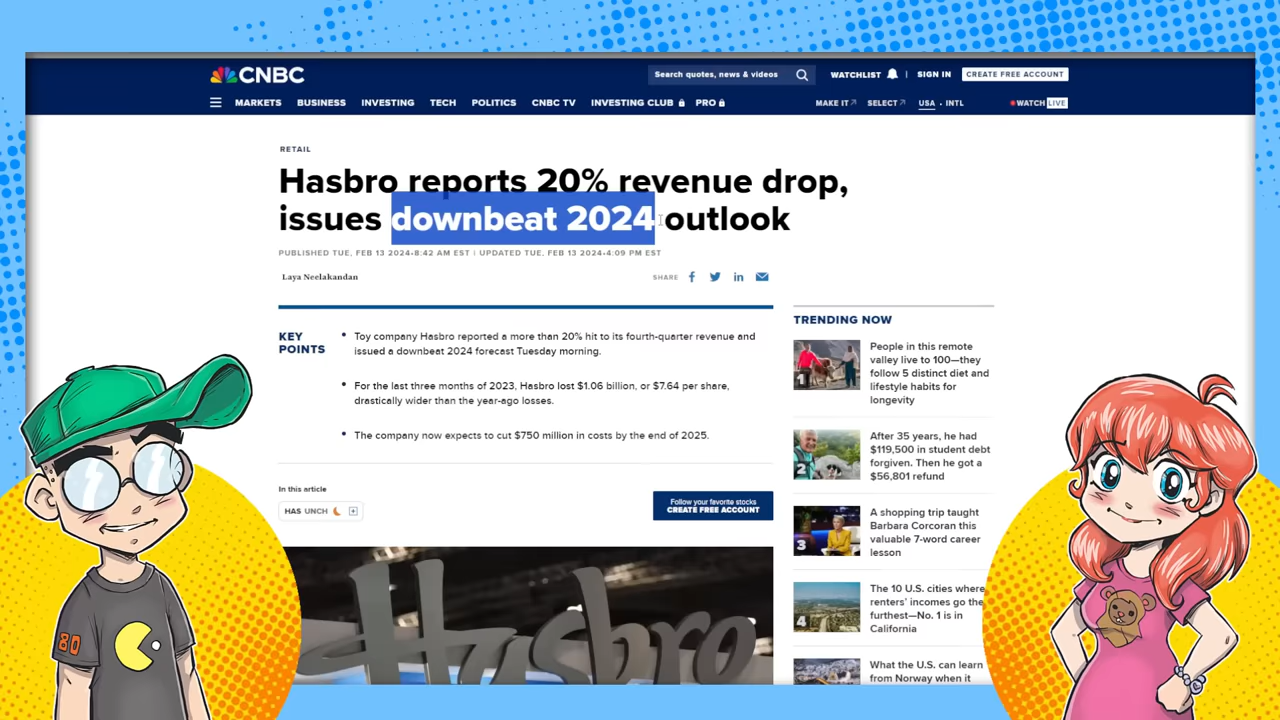 CNBC
Search quotes, news & videos
WATCHLIST | SIGN IN CREATE FREE ACCOUNT
MARKETS BUSINESS INVESTING TECH POLITICS CNBC TV INVESTING CLUB PRO
MAKE IT SELECT USA • INTL WATCH LIVE
RETAIL
Hasbro reports 20% revenue drop,
issues downbeat 2024 outlook
PUBLISHED TUE, FEB 13 2024•8:42 AM EST | UPDATED TUE, FEB 13 2024•4:09 PM EST
Laya Neelakandan
SHARE
KEY
POINTS
• Toy company Hasbro reported a more than 20% hit to its fourth-quarter revenue and
issued a downbeat 2024 forecast Tuesday morning.
• For the last three months of 2023, Hasbro lost $1.06 billion, or $7.64 per share,
drastically wider than the year-ago losses.
• The company now expects to cut $750 million in costs by the end of 2025.
In this article
HAS UNCH
Follow your favorite stocks
CREATE FREE ACCOUNT
Hasbro
TRENDING NOW
1
People in this remote
valley live to 100—they
follow 5 distinct diet and
lifestyle habits for
longevity
2
After 35 years, he had
$119,500 in student debt
forgiven. Then he got a
$56,801 refund
3
A shopping trip taught
Barbara Corcoran this
valuable 7-word career
lesson
4
The 10 U.S. cities where
renters' incomes go the
furthest—No. 1 is in
California
What the U.S. can learn
from Norway when it
80